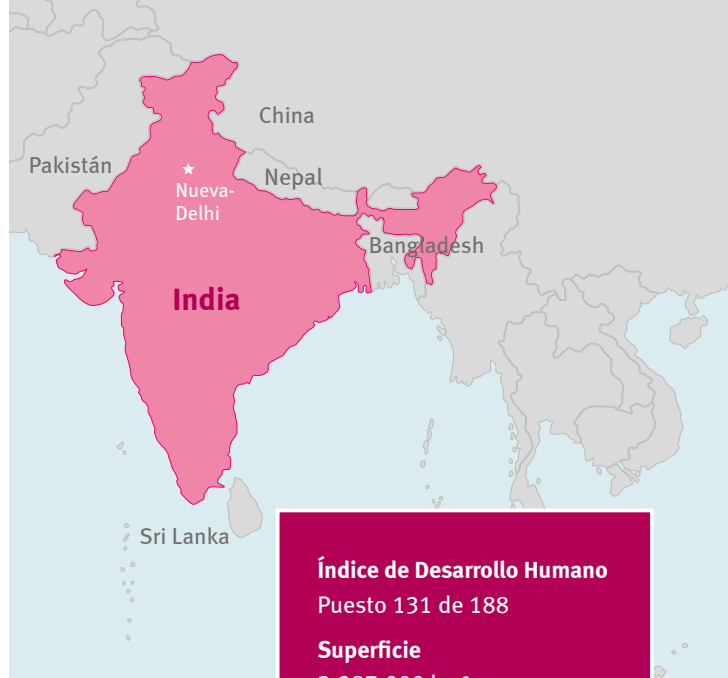 China
Pakistán
Nepal
Nueva-
Delhi
Bangladesh
India
Sri Lanka
Índice de Desarrollo Humano
Puesto 131 de 188
Superficie